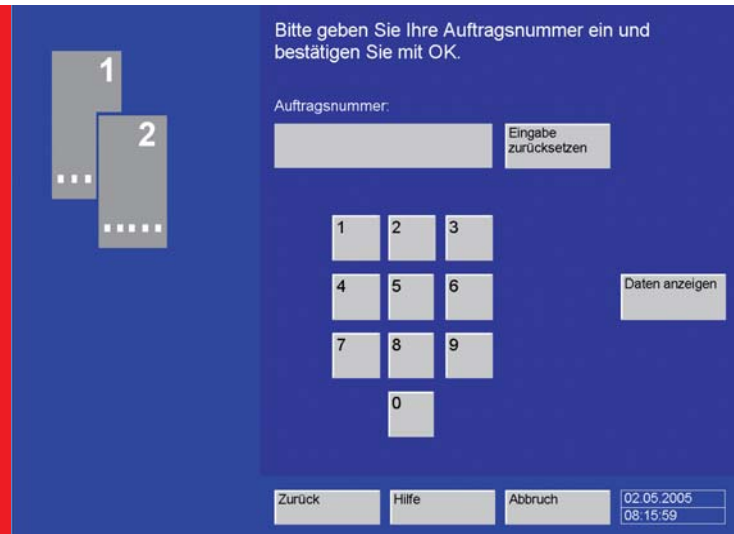 1
2
Bitte geben Sie Ihre Auftragsnummer ein und
bestätigen Sie mit OK.
Auftragsnummer:
Eingabe
zurücksetzen
1 2 3
4 5 6
Daten anzeigen
7 8 9
0
Zurück Hilfe Abbruch
02.05.2005
08:15:59